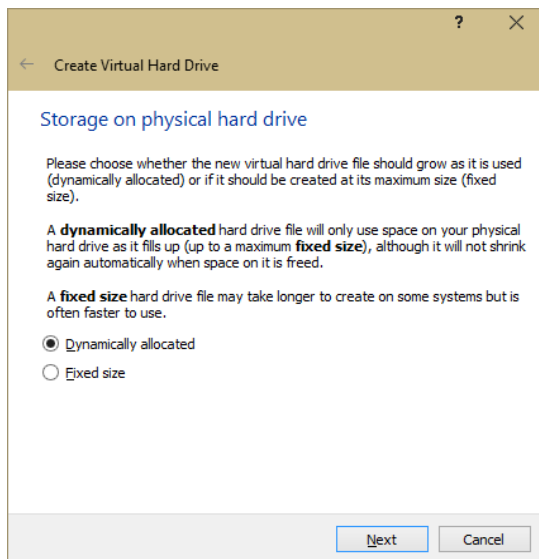 ?
Create Virtual Hard Drive
Storage on physical hard drive
Please choose whether the new virtual hard drive file should grow as it is used
(dynamically allocated) or if it should be created at its maximum size (fixed
size).
A dynamically allocated hard drive file will only use space on your physical
hard drive as it fills up (up to a maximum fixed size), although it will not shrink
again automatically when space on it is freed.
A fixed size hard drive file may take longer to create on some systems but is
often faster to use.
Dynamically allocated
Fixed size
Next Cancel